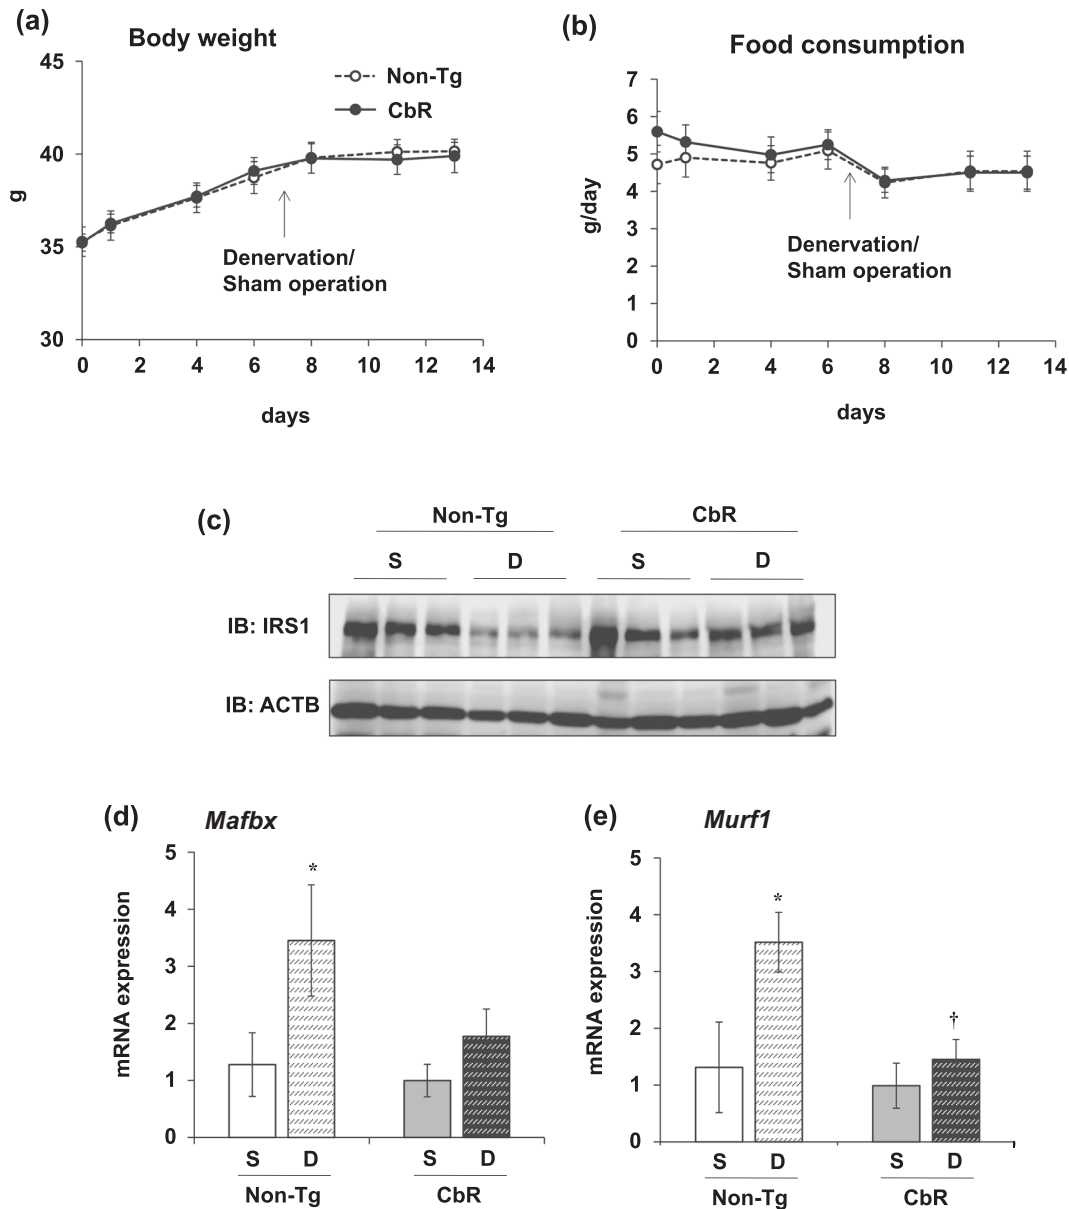 (a)
Body weight
Non-Tg
CbR
45
40
35
30
g
Denervation/
Sham operation
0 2 4 6 8 10 12 14
days
(b)
Food consumption
7
6
5
4
3
2
1
0
g/day
Denervation/
Sham operation
0 2 4 6 8 10 12 14
days
(c)
Non-Tg CbR
S D S D
IB: IRS1
IB: ACTB
(d)
Mafbx
5
4
3
2
1
0
mRNA expression
*
S D S D
Non-Tg CbR
(e)
Murf1
5
4
3
2
1
0
mRNA expression
*
†
S D S D
Non-Tg CbR